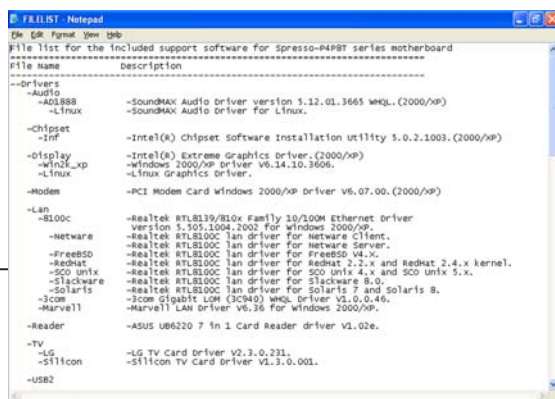 FILELIST - Notepad
File Edit Format View Help
File list for the included support software for Spresso-P4P8T series motherboard
================================================================================
File Name Description
--------------------------------------------------------------------------------
--Drivers
-Audio
-AD1888 -SoundMAX Audio Driver version 5.12.01.3665 WHQL.(2000/XP)
-Linux -SoundMAX Audio Driver for Linux.
-Chipset
-Inf -Intel(R) Chipset Software Installation Utility 5.0.2.1003.(2000/XP)
-Display -Intel(R) Extreme Graphics Driver.(2000/XP)
-Win2k_xp -Windows 2000/XP Driver V6.14.10.3606.
-Linux -Linux Graphics Driver.
-Modem -PCI Modem Card Windows 2000/XP Driver V6.07.00.(2000/XP)
-Lan
-8100c -Realtek RTL8139/810x Family 10/100M Ethernet Driver
Version 5.505.1004.2002 for Windows 2000/XP.
-Netware -Realtek RTL8100C lan driver for Netware Client.
-Realtek RTL8100C lan driver for Netware Server.
-FreeBSD -Realtek RTL8100C lan driver for FreeBSD V4.X.
-RedHat -Realtek RTL8100C lan driver for RedHat 2.2.x and RedHat 2.4.x kernel.
-SCO Unix -Realtek RTL8100C lan driver for SCO Unix 4.x and SCO Unix 5.x.
-Slackware -Realtek RTL8100C lan driver for Slackware 8.0.
-Solaris -Realtek RTL8100C lan driver for Solaris 7 and Solaris 8.
-3com -3com Gigabit LOM (3C940) WHQL Driver V1.0.0.46.
-Marvell -Marvell LAN Driver V6.36 for Windows 2000/XP.
-Reader -ASUS UB6220 7 in 1 Card Reader driver V1.02e.
-TV
-LG -LG TV Card Driver V2.3.0.231.
-Silicon -Silicon TV Card Driver V1.3.0.001.
-USB2